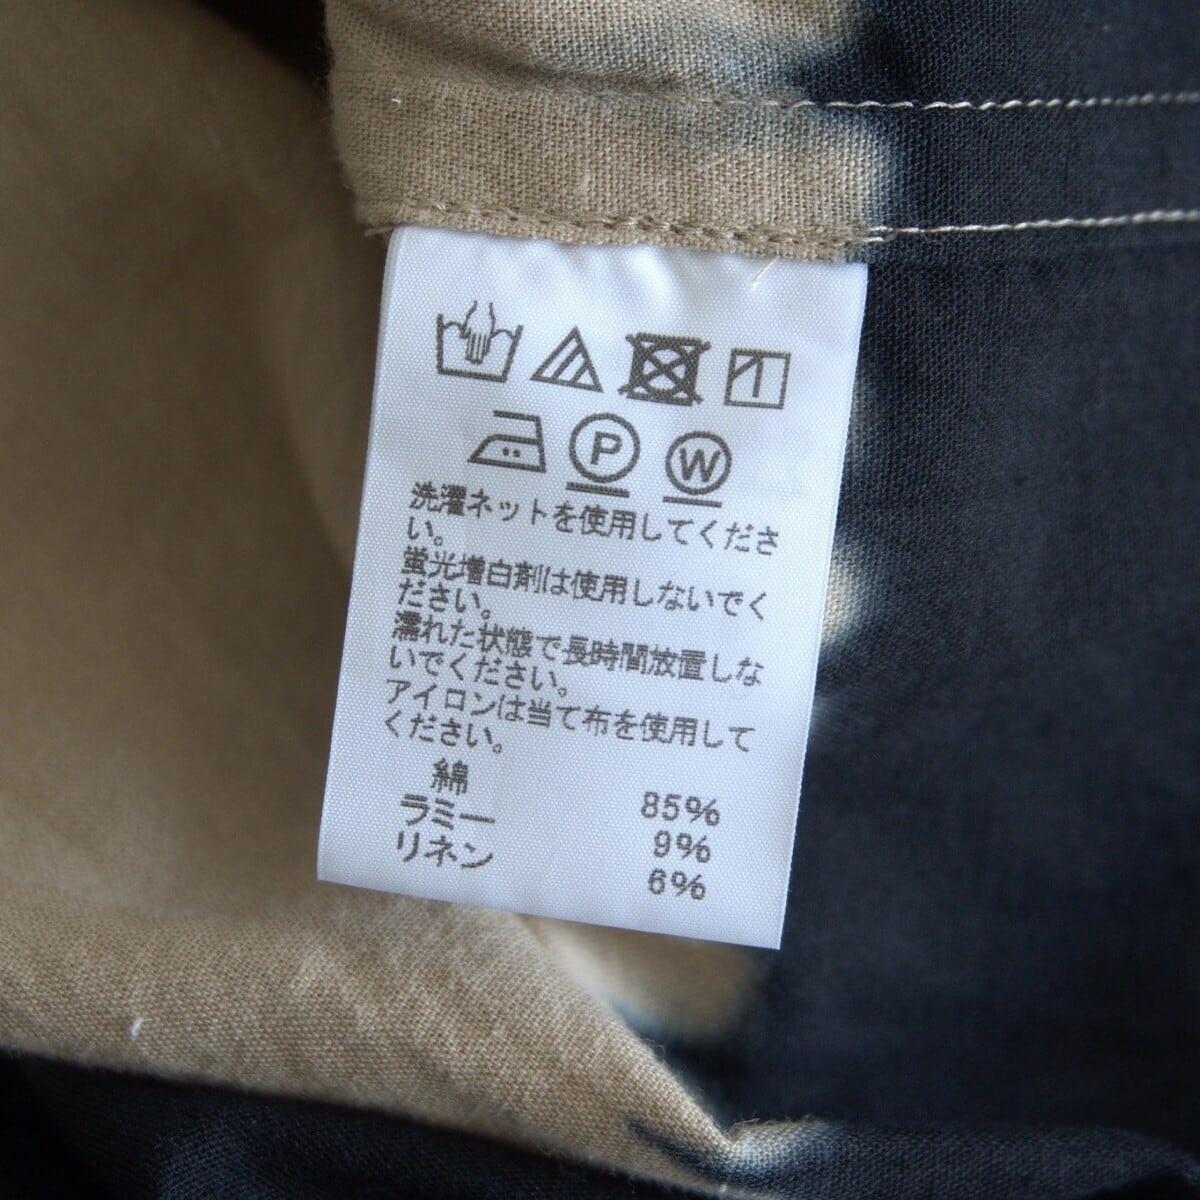 P W
洗濯ネットを使用してくださ
い。
蛍光増白剤は使用しないでく
ださい。
濡れた状態で長時間放置しな
いでください。
アイロンは当て布を使用して
ください。
綿 85%
ラミー 9%
リネン 6%